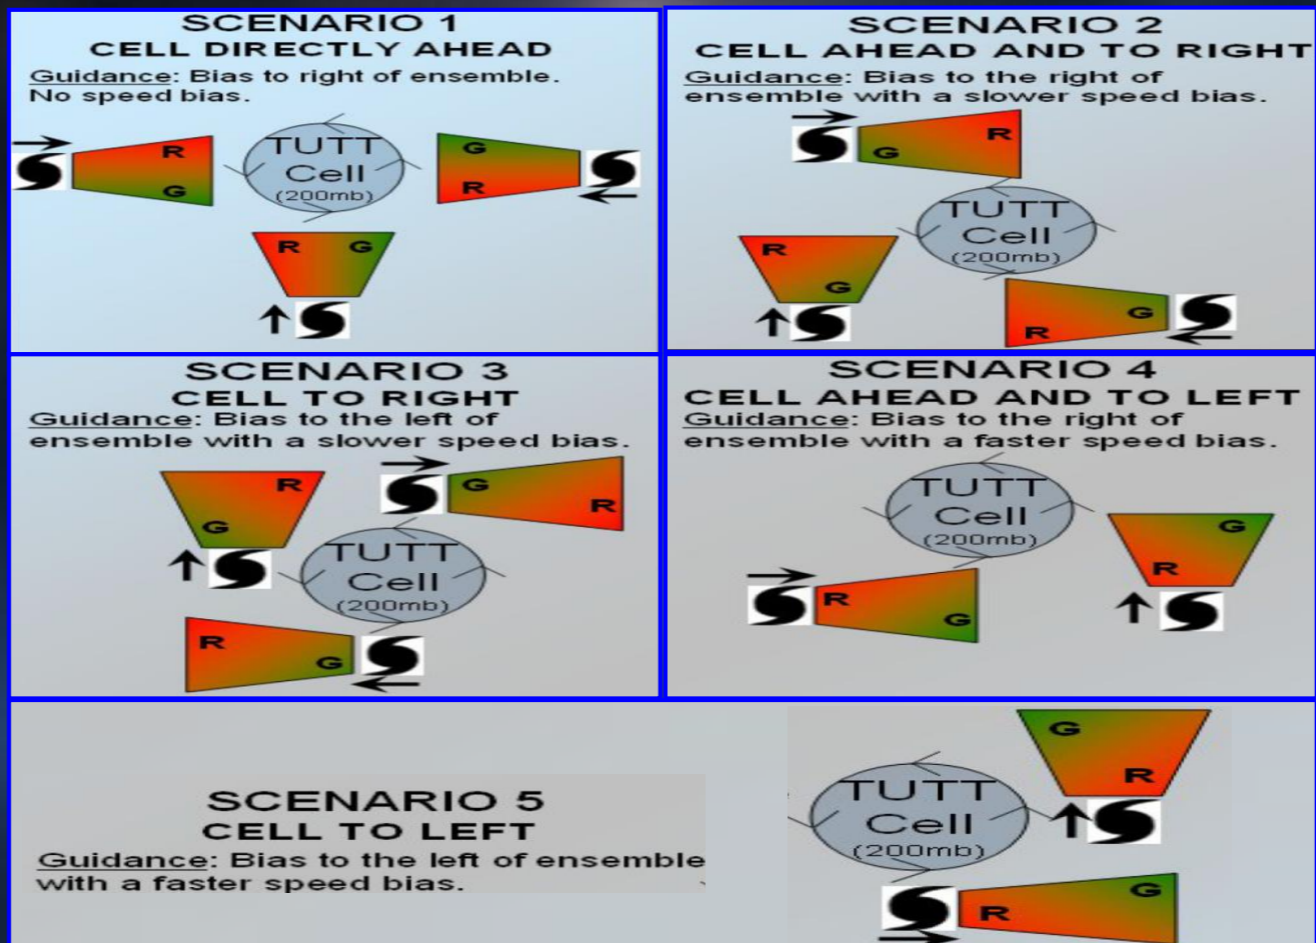 SCENARIO 1
CELL DIRECTLY AHEAD
Guidance: Bias to right of ensemble.
No speed bias.
R
G
TUTT
Cell
(200mb)
G
R
R
G
SCENARIO 2
CELL AHEAD AND TO RIGHT
Guidance: Bias to the right of
ensemble with a slower speed bias.
R
G
TUTT
Cell
(200mb)
R
G
G
R
SCENARIO 3
CELL TO RIGHT
Guidance: Bias to the left of
ensemble with a slower speed bias.
R
G
G
R
TUTT
Cell
(200mb)
R
G
SCENARIO 4
CELL AHEAD AND TO LEFT
Guidance: Bias to the right of
ensemble with a faster speed bias.
TUTT
Cell
(200mb)
G
R
R
G
SCENARIO 5
CELL TO LEFT
Guidance: Bias to the left of ensemble
with a faster speed bias.
G
R
TUTT
Cell
(200mb)
G
R